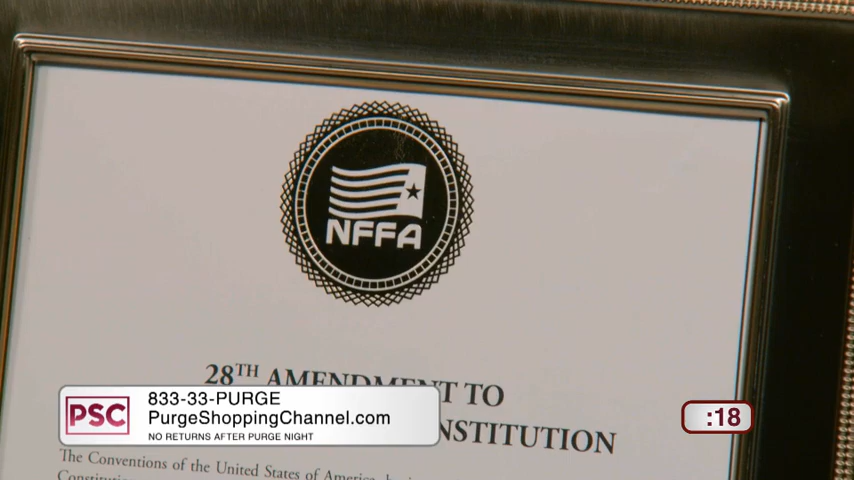 NFFA
28TH AMENDMENT TO
NSTITUTION
The Conventions of the United States of America,
PSC
833-33-PURGE
PurgeShoppingChannel.com
NO RETURNS AFTER PURGE NIGHT
:18